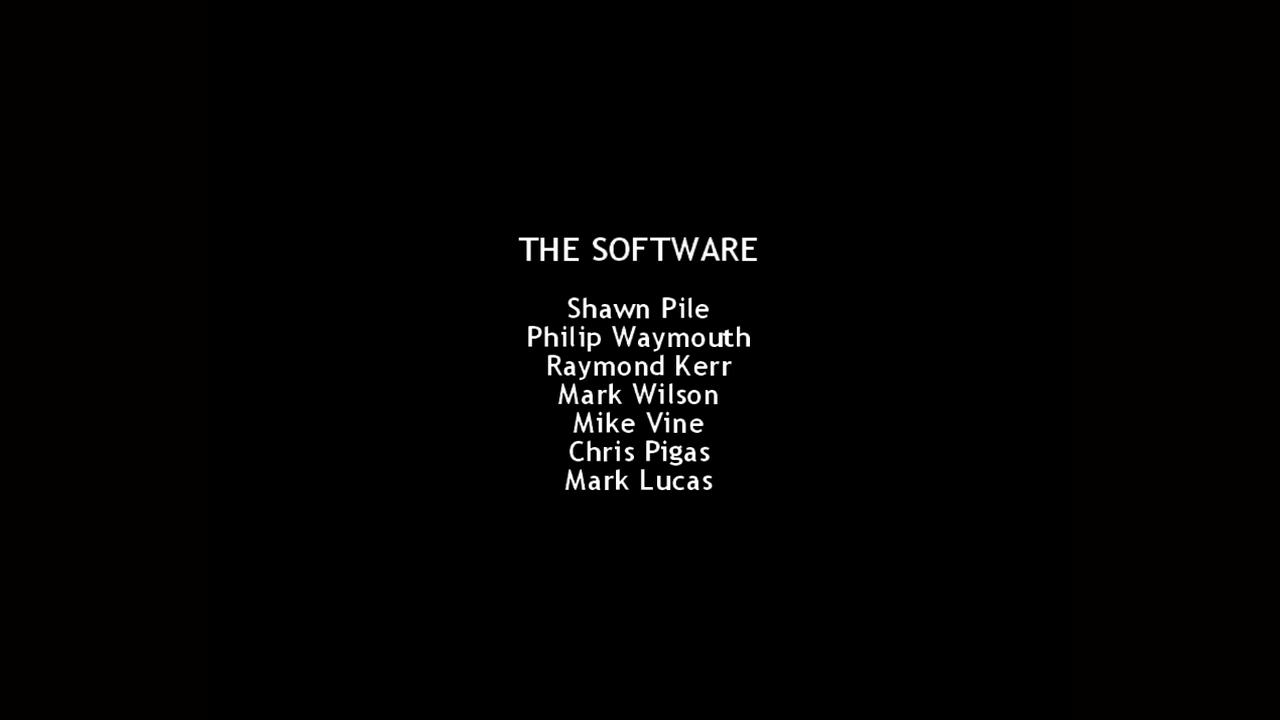 THE SOFTWARE
Shawn Pile
Philip Waymouth
Raymond Kerr
Mark Wilson
Mike Vine
Chris Pigas
Mark Lucas